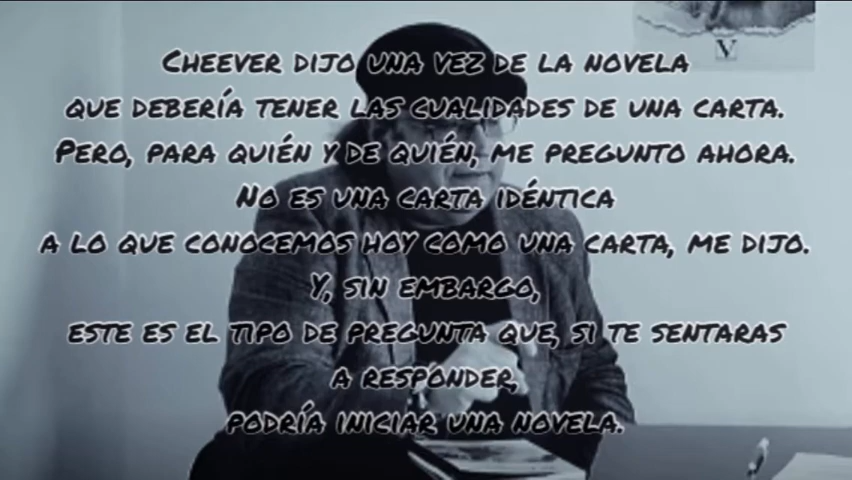 V
Cheever dijo una vez de la novela
que debería tener las cualidades de una carta.
Pero, para quién y de quién, me pregunto ahora.
No es una carta idéntica
a lo que conocemos hoy como una carta, me dijo.
Y, sin embargo,
este es el tipo de pregunta que, si te sentaras
a responder,
podría iniciar una novela.